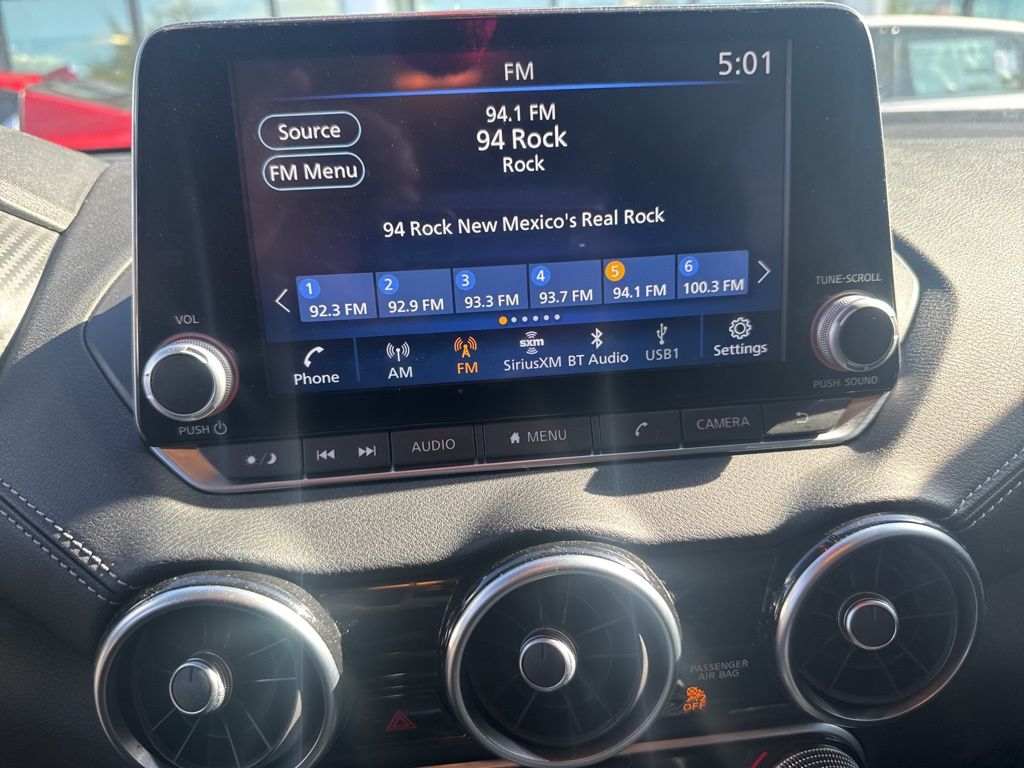 FM
5:01
Source
94.1 FM
94 Rock
Rock
FM Menu
94 Rock New Mexico's Real Rock
1 2 3 4 5 6
92.3 FM 92.9 FM 93.3 FM 93.7 FM 94.1 FM 100.3 FM
Phone AM FM sxm SiriusXM BT Audio USB1 Settings
VOL
PUSH
TUNE·SCROLL
PUSH SOUND
AUDIO MENU CAMERA
PASSENGER
AIR BAG
OFF